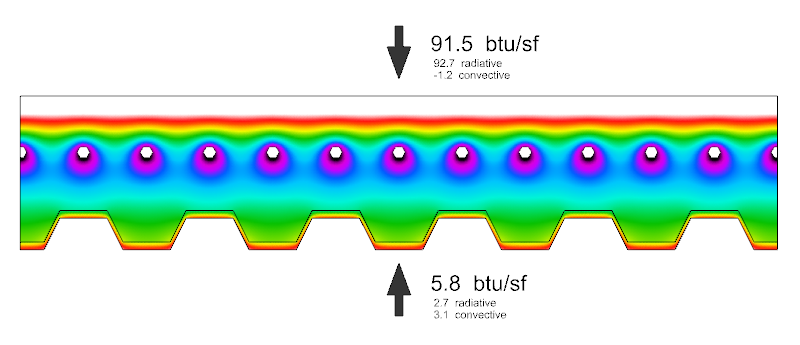 91.5 btu/sf
92.7 radiative
-1.2 convective
5.8 btu/sf
2.7 radiative
3.1 convective